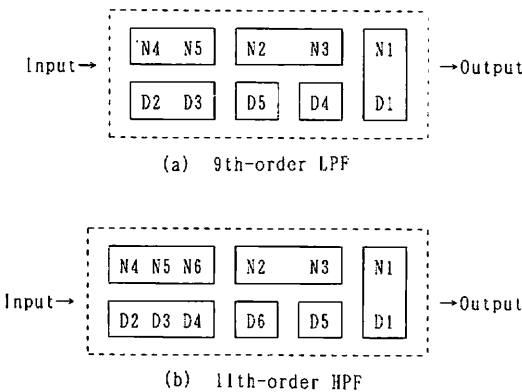 N4 N5 N2 N3 N1
Input→ →Output
D2 D3 D5 D4 D1
(a) 9th-order LPF
N4 N5 N6 N2 N3 N1
Input→ →Output
D2 D3 D4 D6 D5 D1
(b) 11th-order HPF